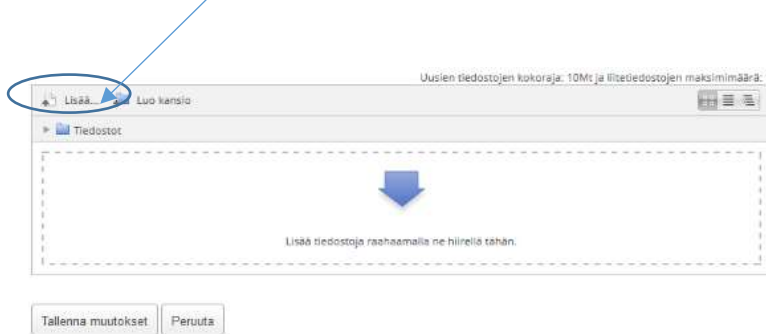 Uusien tiedostojen kokoraja: 10Mt ja liitetiedostojen maksimimäärä:
Lisää... Luo kansio
Tiedostot
Lisää tiedostoja raahaamalla ne hiirellä tähän.
Tallenna muutokset Peruuta